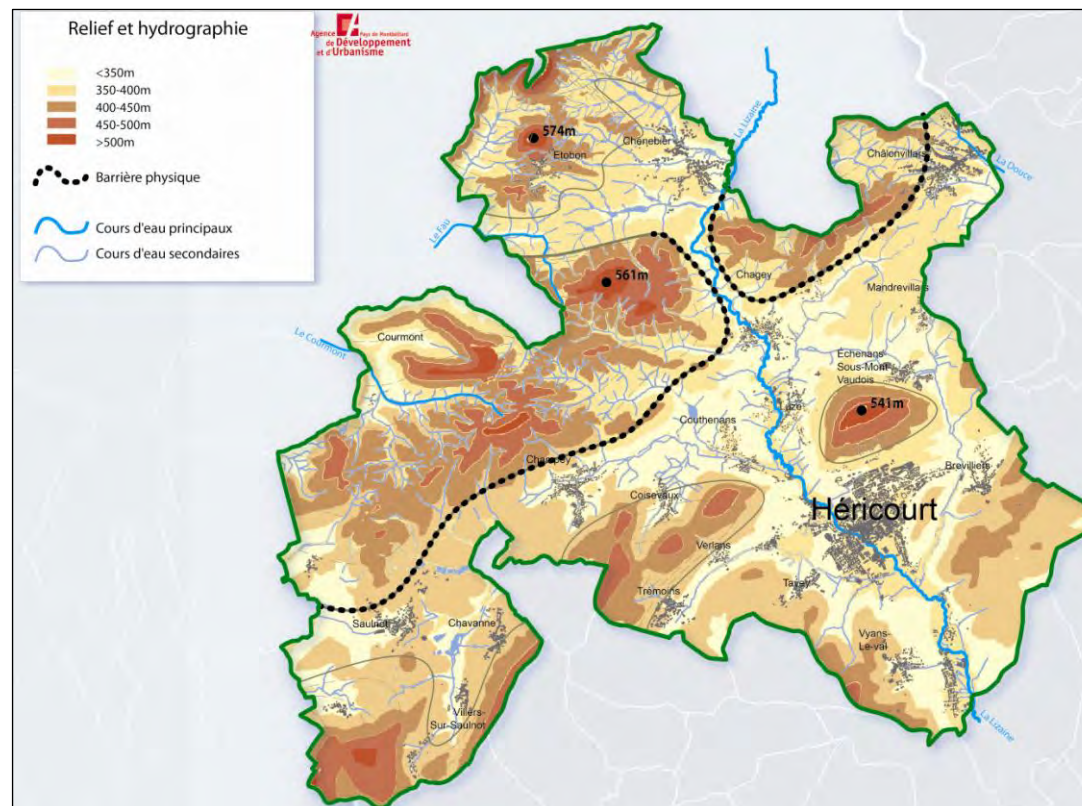 Relief et hydrographie
<350m
350-400m
400-450m
450-500m
>500m
Barrière physique
Cours d'eau principaux
Cours d'eau secondaires
Agence
Pays de Montbéliard
de Développement
et d'Urbanisme
574m
Etobon
Chenebier
La Lizaine
Châlonvillars
La Douce
Le Fau
561m
Chagey
Mandrevillars
Courmont
Le Courmont
Echenans
Sous-Mont
Vaudois
541m
Luze
Couthenans
Champey
Brevilliers
Coisevaux
Héricourt
Verlans
Trémoins
Tavey
Saulnot
Chavanne
Vyans-
Le-val
Villers-
Sur-Saulnot
La Lizaine